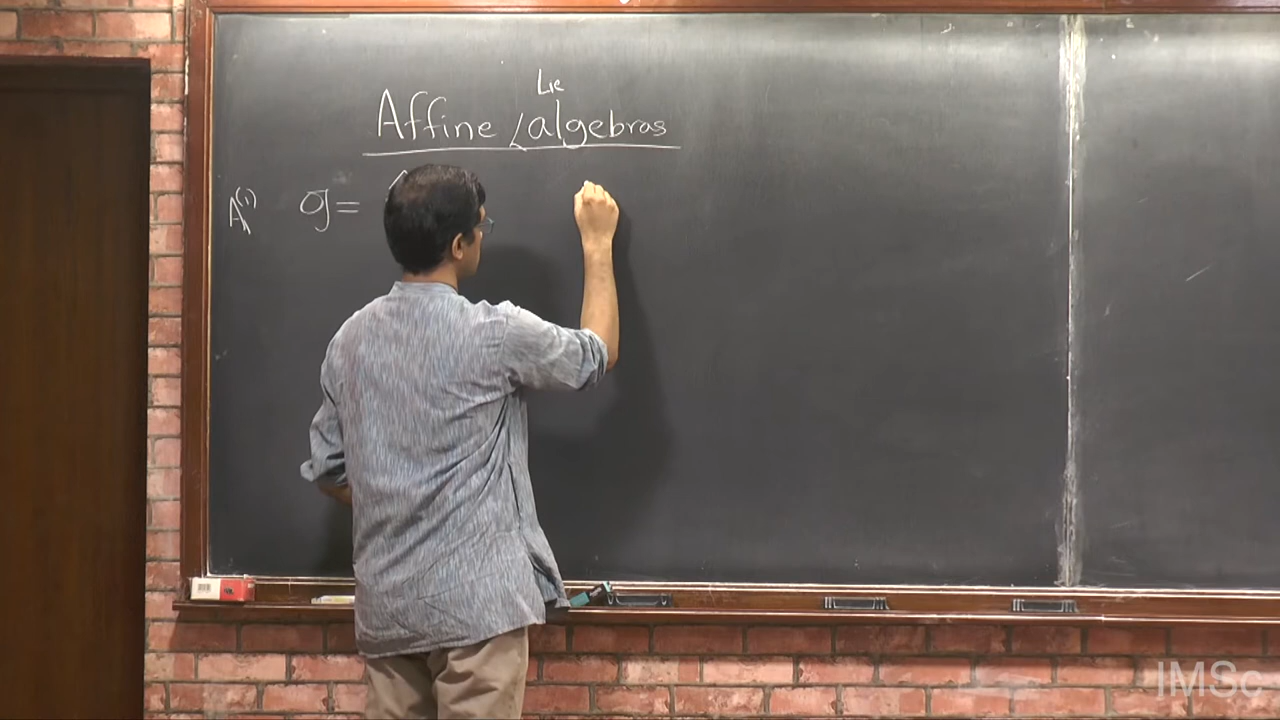 Lie
Affine / algebras
A₁⁽¹⁾ 𝔤 =
IMSc